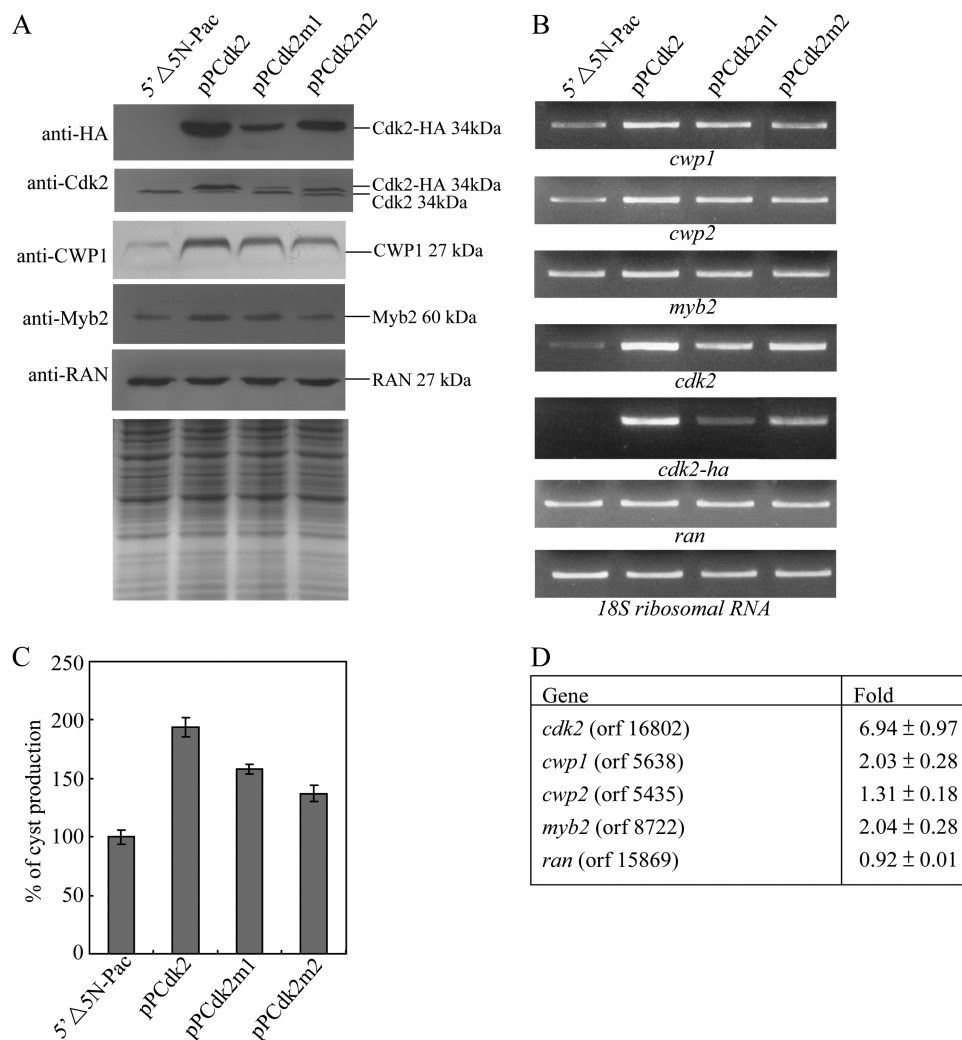 A
5'△5N-Pac
pPCdk2
pPCdk2m1
pPCdk2m2
anti-HA
Cdk2-HA 34kDa
anti-Cdk2
Cdk2-HA 34kDa
Cdk2 34kDa
anti-CWP1
CWP1 27 kDa
anti-Myb2
Myb2 60 kDa
anti-RAN
RAN 27 kDa
B
5'△5N-Pac
pPCdk2
pPCdk2m1
pPCdk2m2
cwp1
cwp2
myb2
cdk2
cdk2-ha
ran
18S ribosomal RNA
C
% of cyst production
250
200
150
100
50
0
5'△5N-Pac
pPCdk2
pPCdk2m1
pPCdk2m2
D
Gene Fold
cdk2 (orf 16802) 6.94 ± 0.97
cwp1 (orf 5638) 2.03 ± 0.28
cwp2 (orf 5435) 1.31 ± 0.18
myb2 (orf 8722) 2.04 ± 0.28
ran (orf 15869) 0.92 ± 0.01